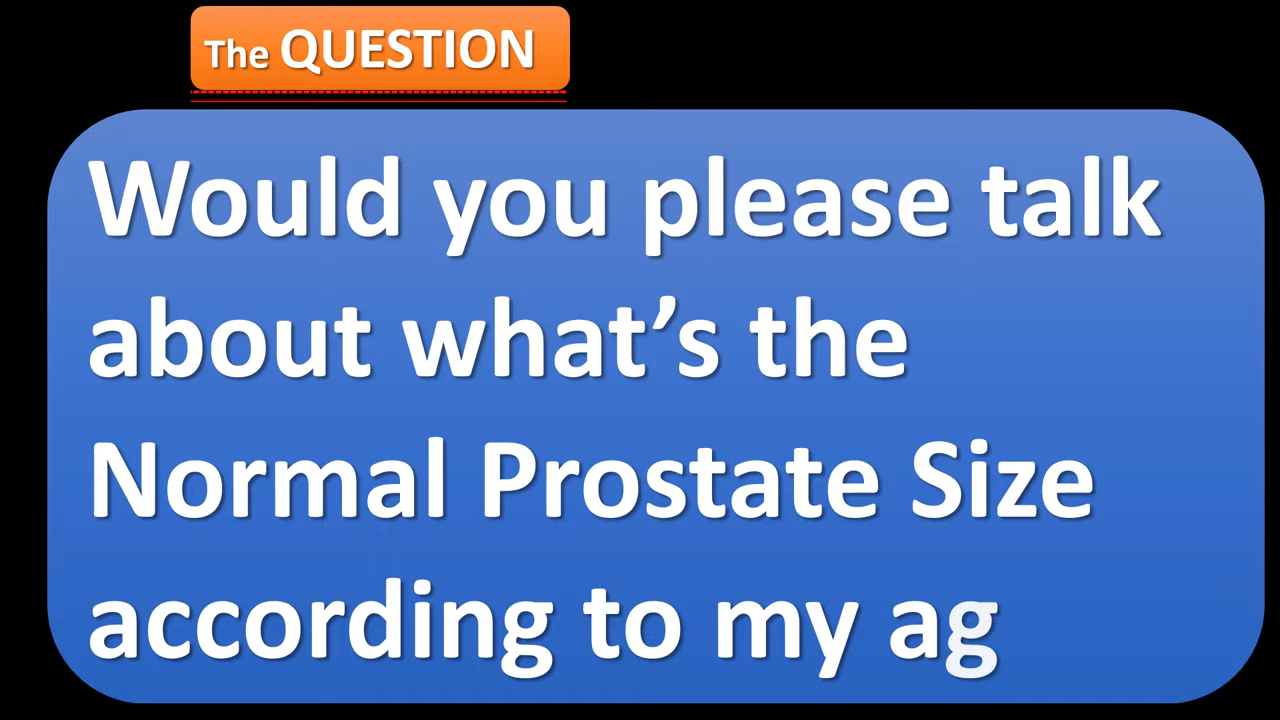 The QUESTION
Would you please talk
about what’s the
Normal Prostate Size
according to my ag